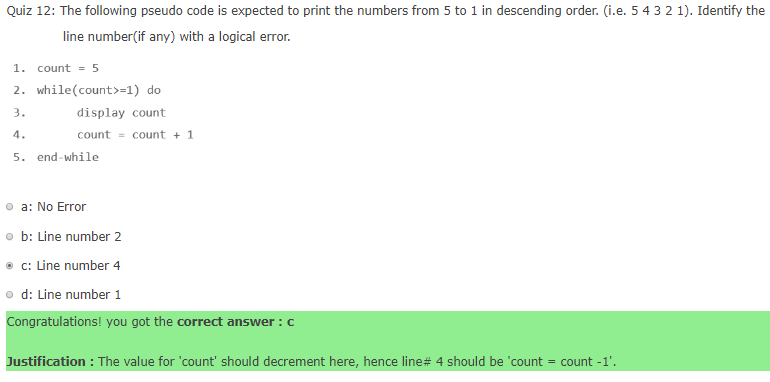 Quiz 12: The following pseudo code is expected to print the numbers from 5 to 1 in descending order. (i.e. 5 4 3 2 1). Identify the
line number(if any) with a logical error.
1. count = 5
2. while(count>=1) do
3. display count
4. count = count + 1
5. end-while
a: No Error
b: Line number 2
c: Line number 4
d: Line number 1
Congratulations! you got the correct answer : c
Justification : The value for 'count' should decrement here, hence line# 4 should be 'count = count -1'.